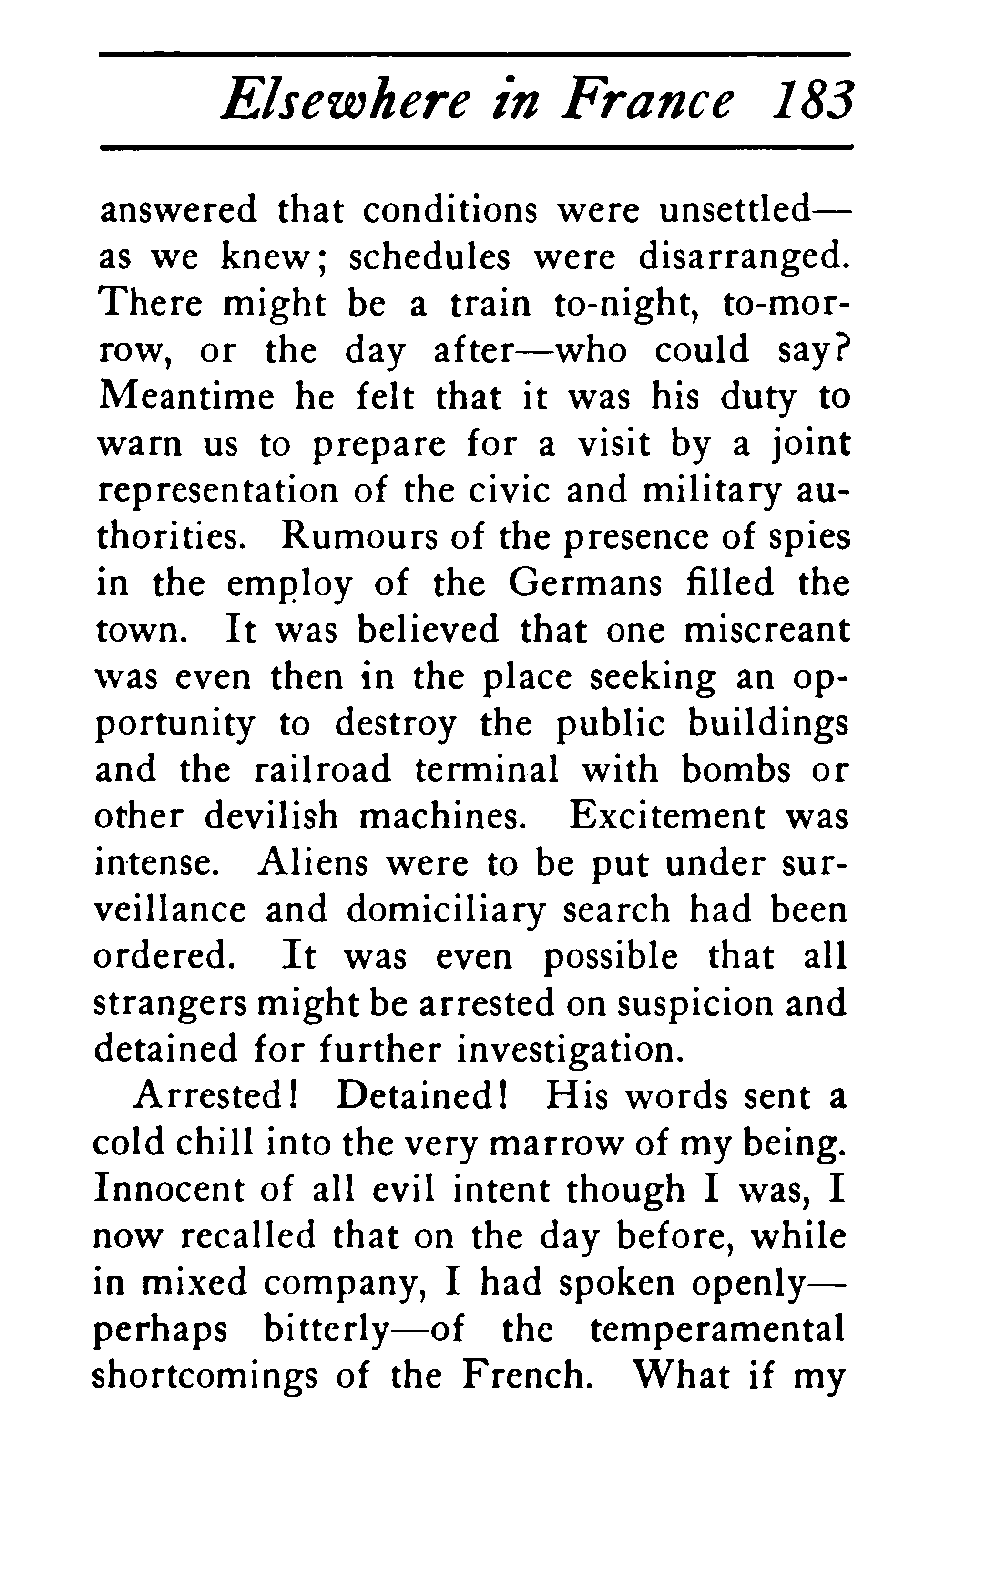 Elsewhere in France 183
answered that conditions were unsettled—
as we knew; schedules were disarranged.
There might be a train to-night, to-mor-
row, or the day after—who could say?
Meantime he felt that it was his duty to
warn us to prepare for a visit by a joint
representation of the civic and military au-
thorities. Rumours of the presence of spies
in the employ of the Germans filled the
town. It was believed that one miscreant
was even then in the place seeking an op-
portunity to destroy the public buildings
and the railroad terminal with bombs or
other devilish machines. Excitement was
intense. Aliens were to be put under sur-
veillance and domiciliary search had been
ordered. It was even possible that all
strangers might be arrested on suspicion and
detained for further investigation.
Arrested! Detained! His words sent a
cold chill into the very marrow of my being.
Innocent of all evil intent though I was, I
now recalled that on the day before, while
in mixed company, I had spoken openly—
perhaps bitterly—of the temperamental
shortcomings of the French. What if my